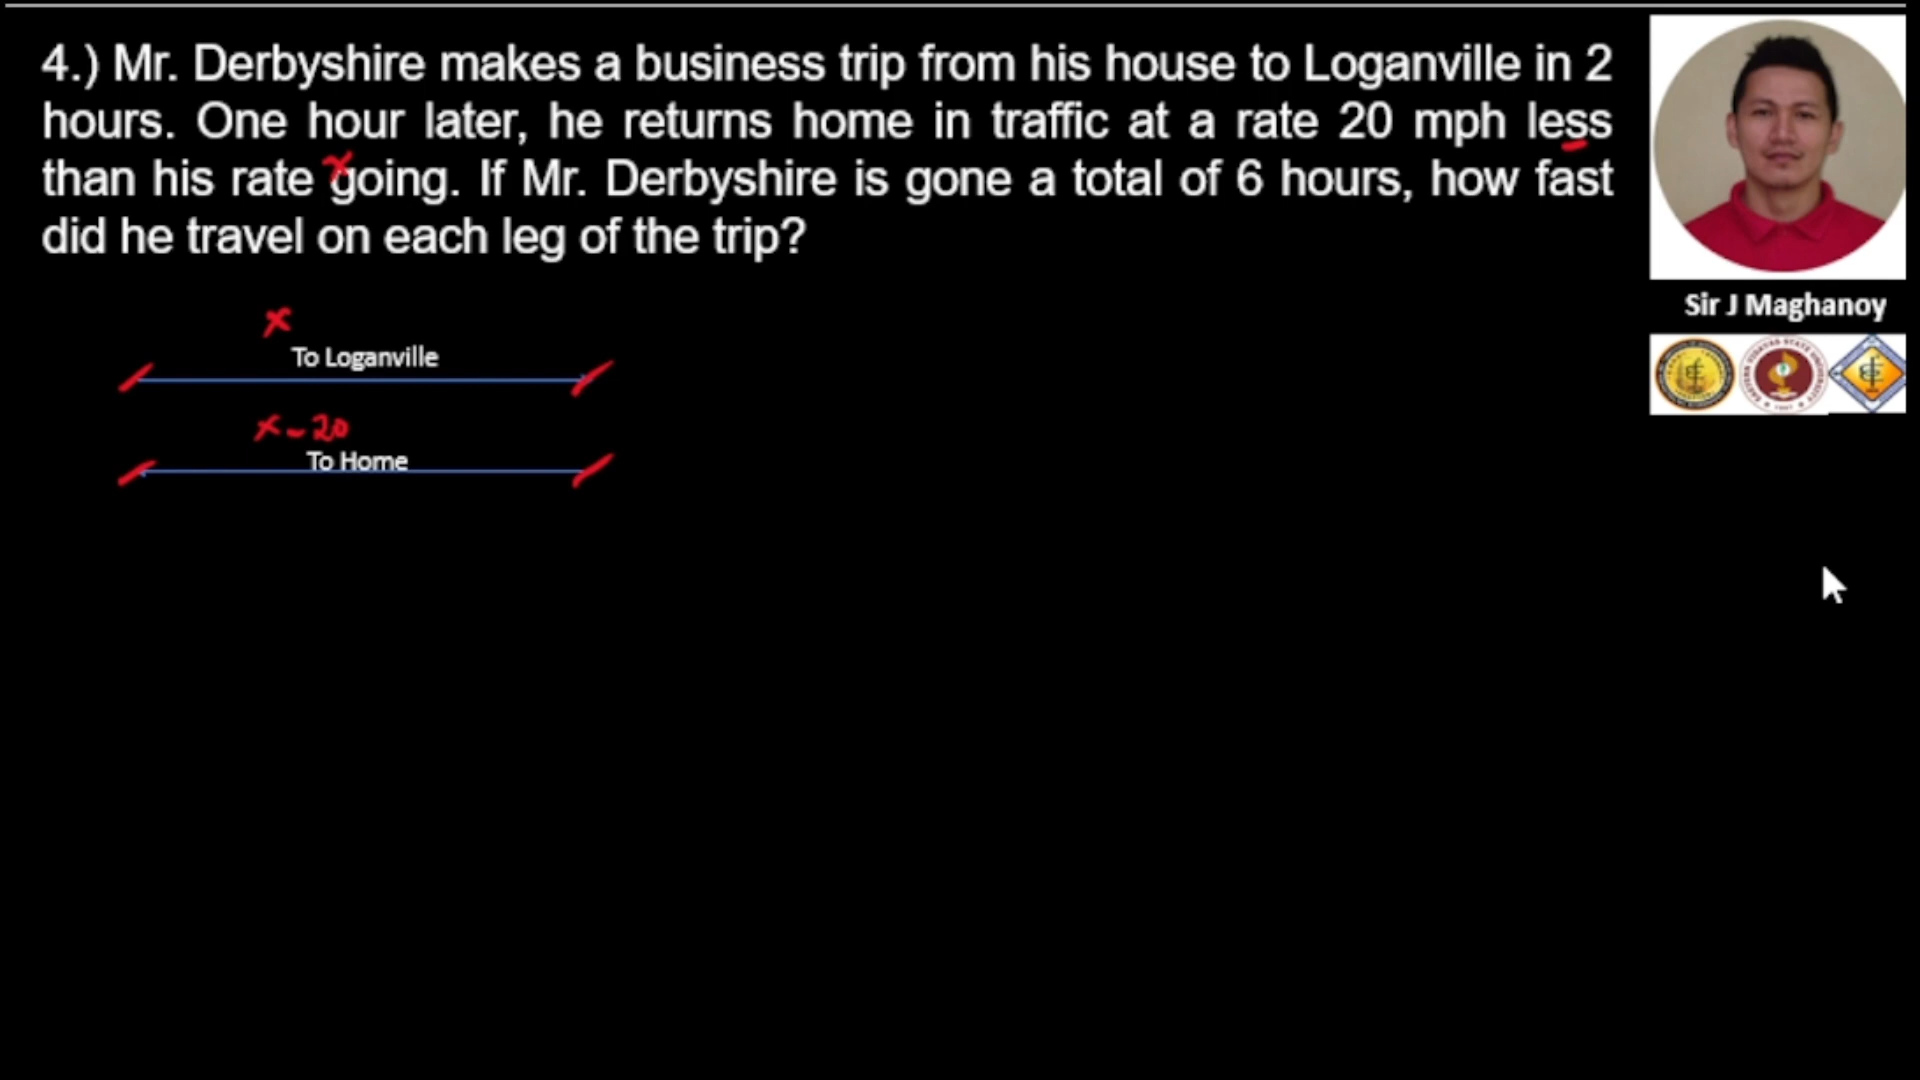 4.) Mr. Derbyshire makes a business trip from his house to Loganville in 2
hours. One hour later, he returns home in traffic at a rate 20 mph less
than his rate going. If Mr. Derbyshire is gone a total of 6 hours, how fast
did he travel on each leg of the trip?
x
Sir J Maghanoy
x
To Loganville
x - 20
To Home